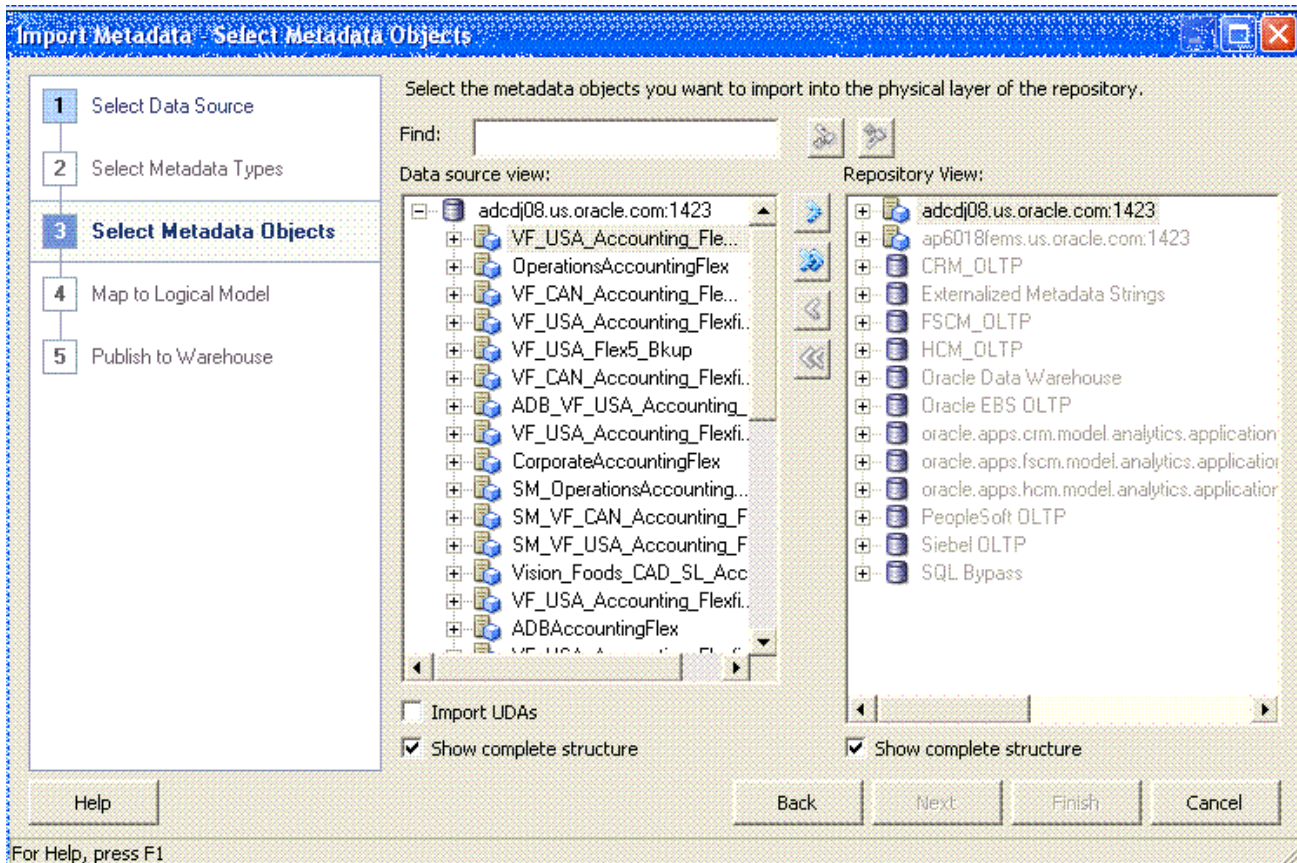 Import Metadata - Select Metadata Objects
1 Select Data Source
2 Select Metadata Types
3 Select Metadata Objects
4 Map to Logical Model
5 Publish to Warehouse
Select the metadata objects you want to import into the physical layer of the repository.
Find:
Data source view:
adcdj08.us.oracle.com:1423
VF_USA_Accounting_Fle...
OperationsAccountingFlex
VF_CAN_Accounting_Fle...
VF_USA_Accounting_Flexfi..
VF_USA_Flex5_Bkup
VF_CAN_Accounting_Flexfi..
ADB_VF_USA_Accounting_
VF_USA_Accounting_Flexfi..
CorporateAccountingFlex
SM_OperationsAccounting...
SM_VF_CAN_Accounting_F
SM_VF_USA_Accounting_F
Vision_Foods_CAD_SL_Acc
VF_USA_Accounting_Flexfi..
ADBAccountingFlex
Import UDAs
Show complete structure
Repository View:
adcdj08.us.oracle.com:1423
ap6018fems.us.oracle.com:1423
CRM_OLTP
Externalized Metadata Strings
FSCM_OLTP
HCM_OLTP
Oracle Data Warehouse
Oracle EBS OLTP
oracle.apps.crm.model.analytics.application
oracle.apps.fscm.model.analytics.applicatior
oracle.apps.hcm.model.analytics.applicatior
PeopleSoft OLTP
Siebel OLTP
SQL Bypass
Show complete structure
Help
Back
Next
Finish
Cancel
For Help, press F1